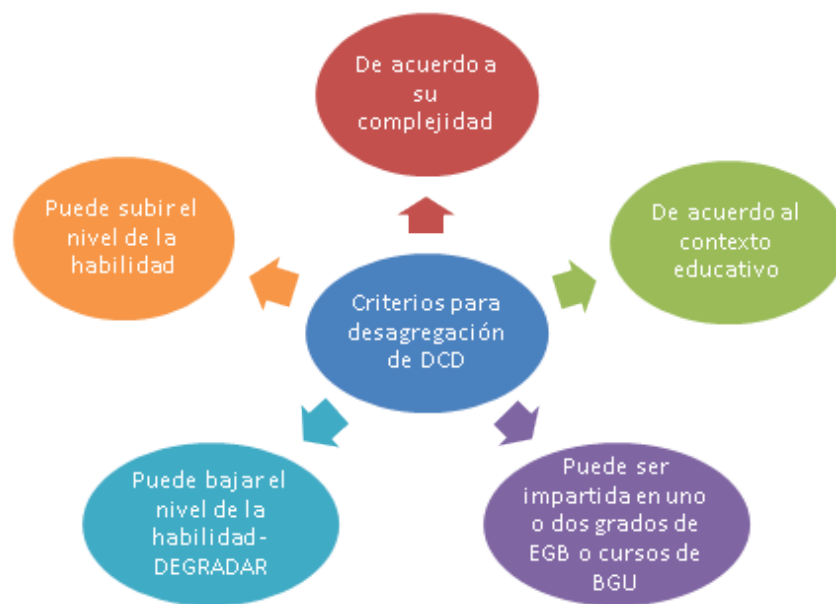 De acuerdo a
su
complejidad
Puede subir el
nivel de la
habilidad
De acuerdo al
contexto
educativo
Criterios para
desagregación
de DCD
Puede bajar el
nivel de la
habilidad-
DEGRADAR
Puede ser
impartida en uno
o dos grados de
EGB o cursos de
BGU